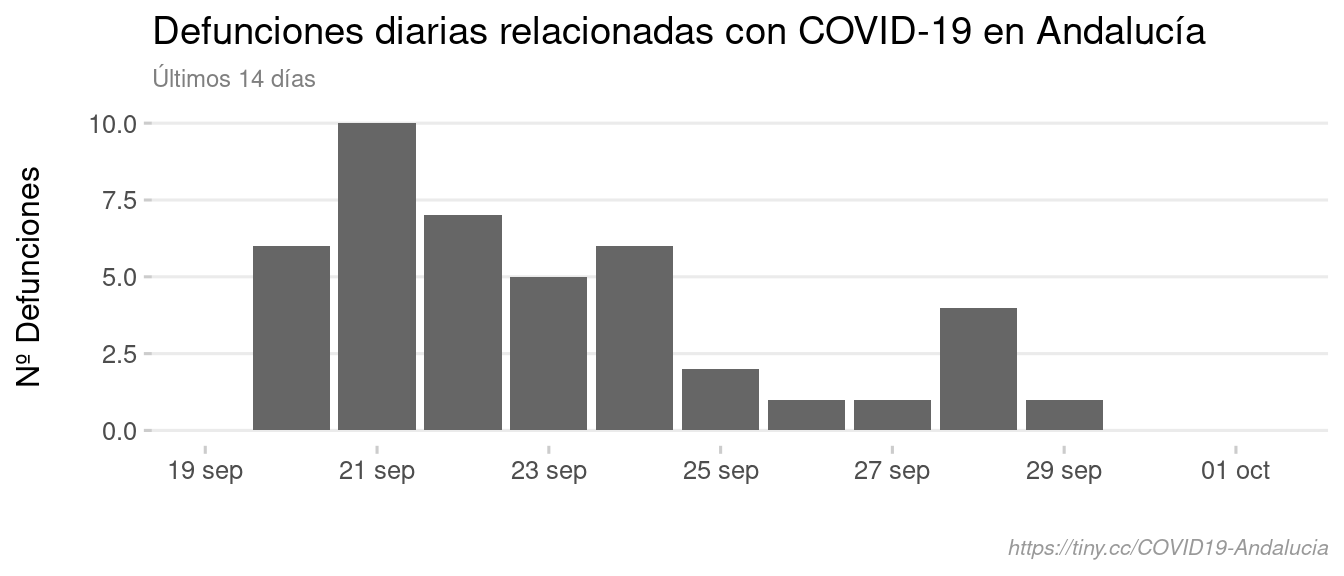 Defunciones diarias relacionadas con COVID-19 en Andalucía
Últimos 14 días
Nº Defunciones
10.0
7.5
5.0
2.5
0.0
19 sep 21 sep 23 sep 25 sep 27 sep 29 sep 01 oct
https://tiny.cc/COVID19-Andalucia